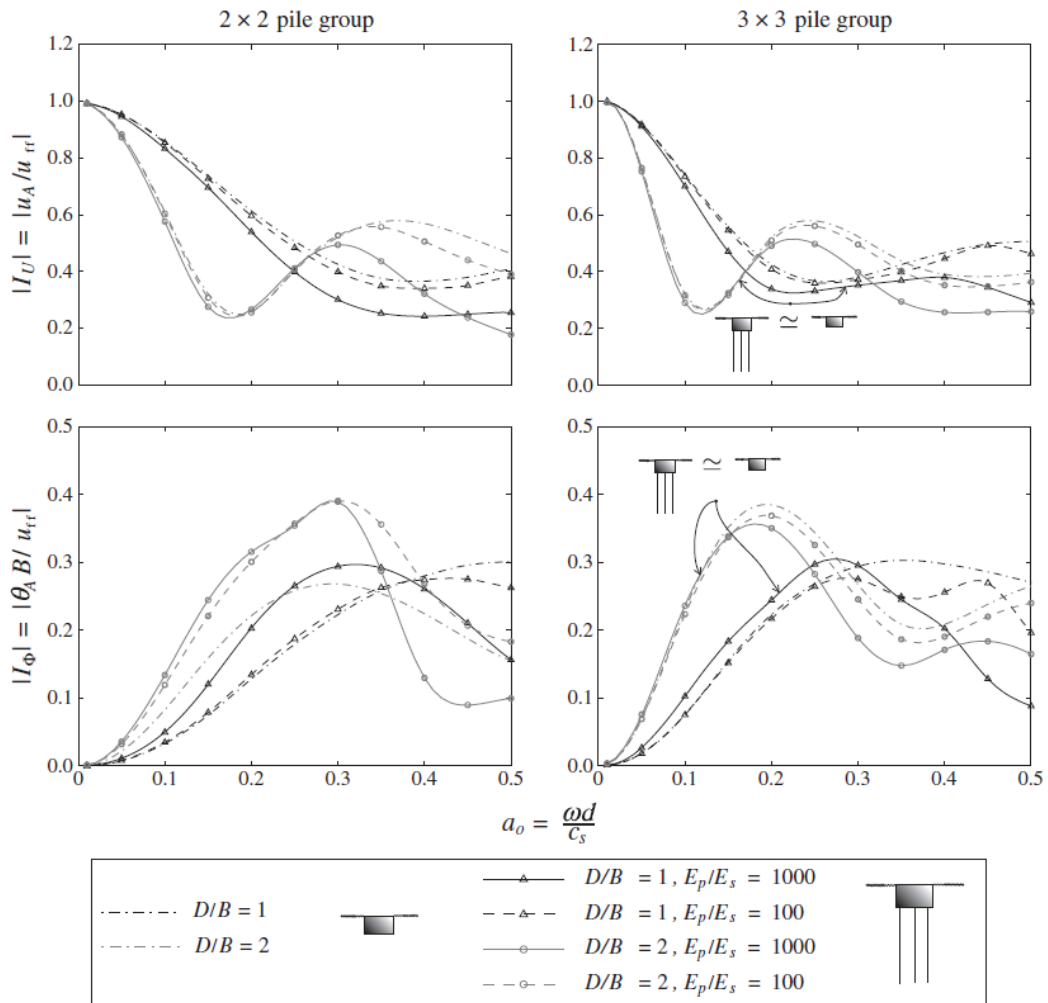 2 × 2 pile group
3 × 3 pile group
|I_U| = |u_A/u_ff|
1.2
1.0
0.8
0.6
0.4
0.2
0.0
1.2
1.0
0.8
0.6
0.4
0.2
0.0
≃
|I_Φ| = |θ_A B/u_ff|
0.5
0.4
0.3
0.2
0.1
0.0
0 0.1 0.2 0.3 0.4 0.5
0.5
0.4
0.3
0.2
0.1
0.0
0 0.1 0.2 0.3 0.4 0.5
≃
a_o = ωd/c_s
D/B = 1
D/B = 2
D/B = 1 , E_p/E_s = 1000
D/B = 1 , E_p/E_s = 100
D/B = 2 , E_p/E_s = 1000
D/B = 2 , E_p/E_s = 100